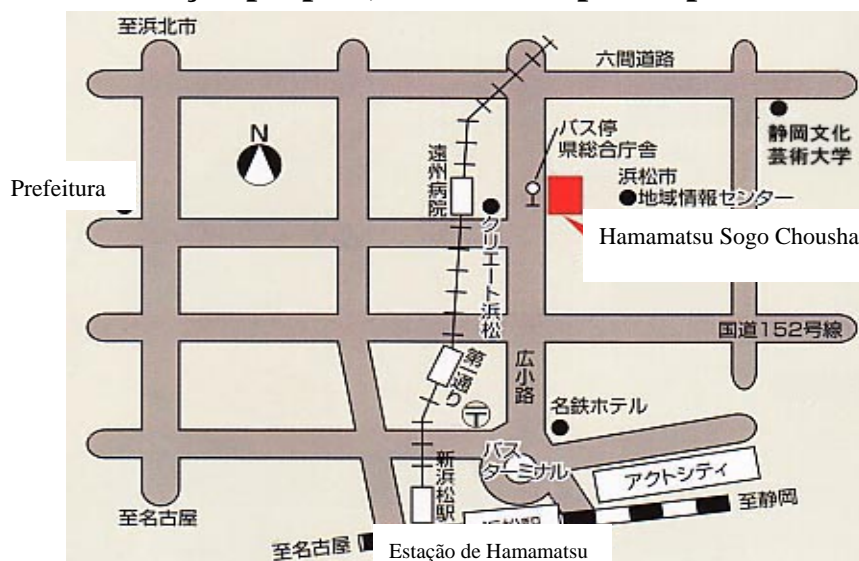 至浜北市
六間道路
N
バス停
県総合庁舎
静岡文化
芸術大学
遠州病院
浜松市
地域情報センター
Prefeitura
Hamamatsu Sogo Chousha
クリエート浜松
国道152号線
第一通り
広小路
〒
名鉄ホテル
バス
ターミナル
新浜松駅
アクトシティ
至名古屋
至静岡
至名古屋
Estação de Hamamatsu